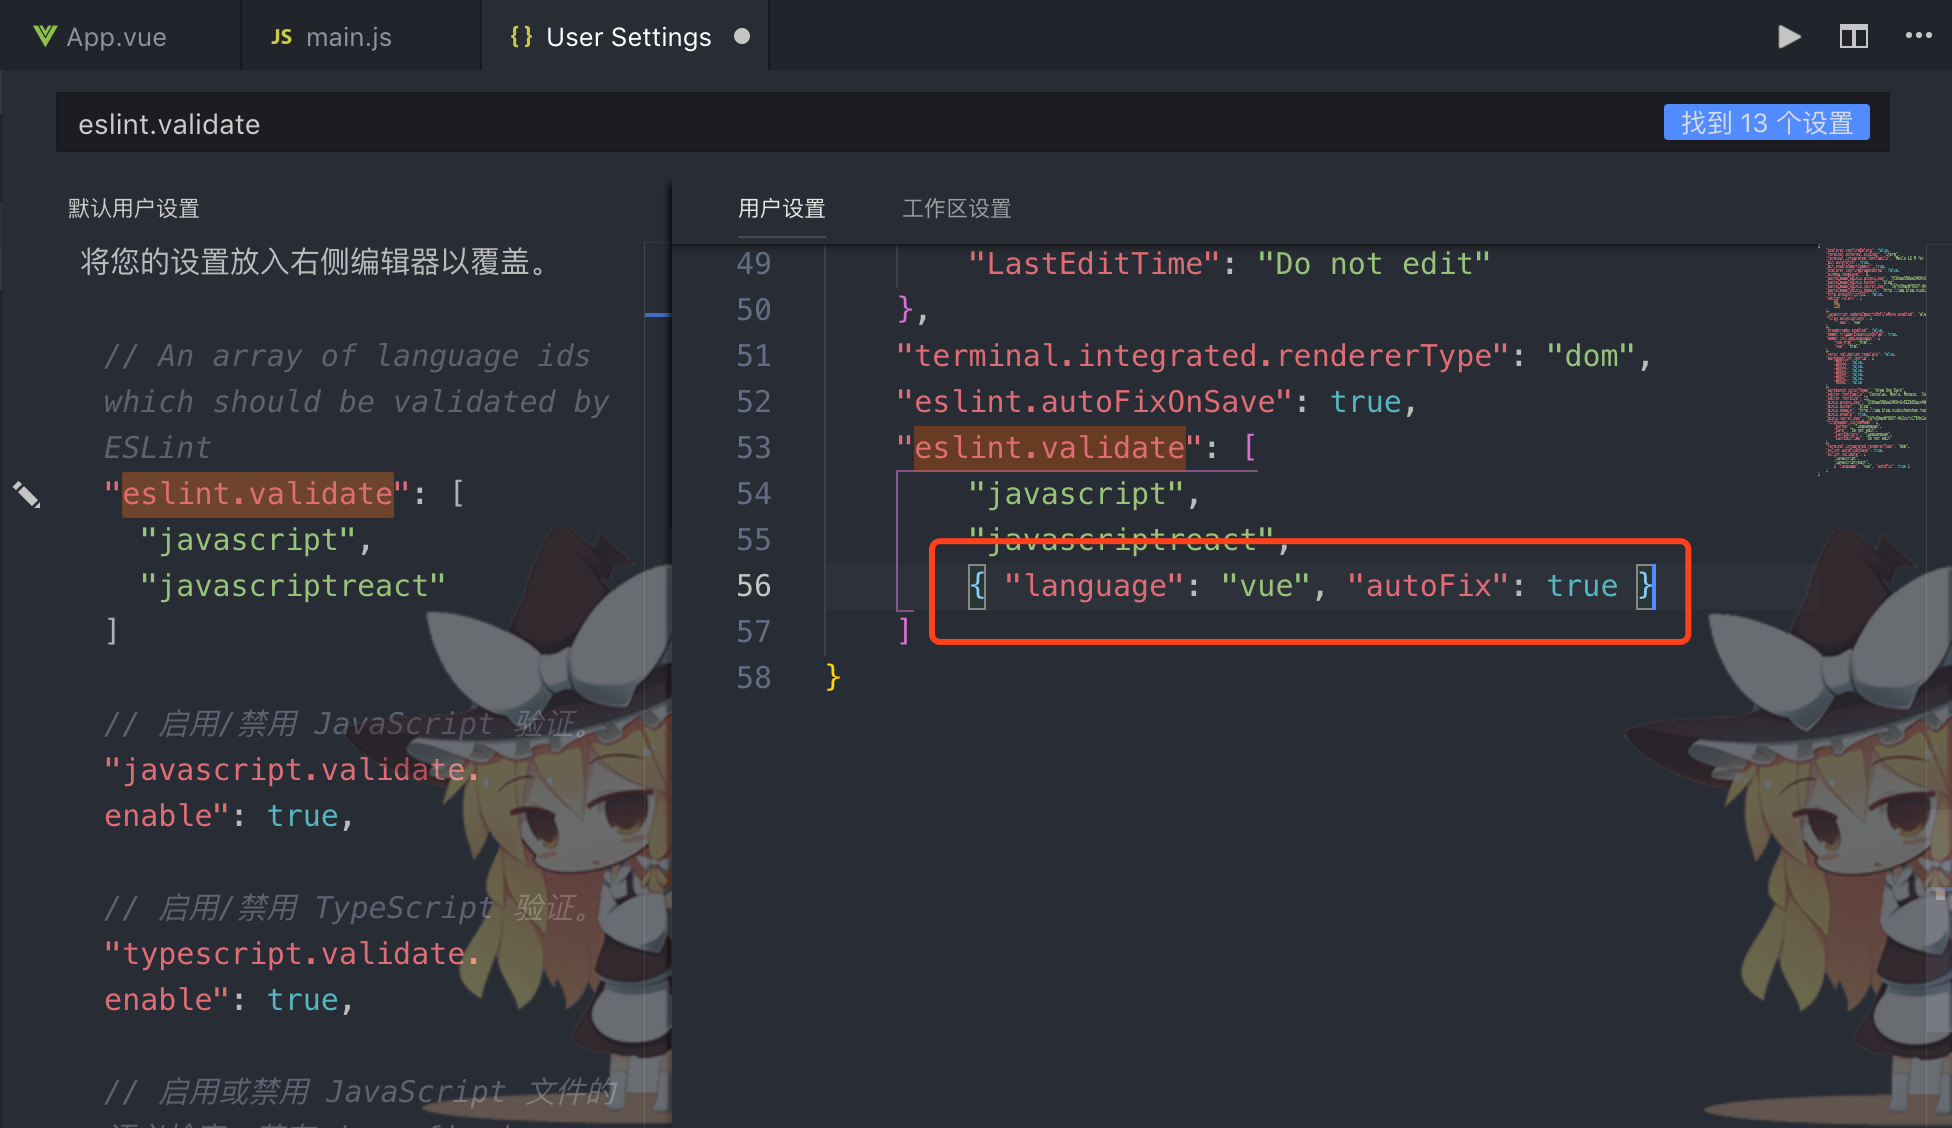 App.vue
JS main.js
{} User Settings
eslint.validate
找到 13 个设置
默认用户设置
将您的设置放入右侧编辑器以覆盖。
// An array of language ids
which should be validated by
ESLint
"eslint.validate": [
"javascript",
"javascriptreact"
]
// 启用/禁用 JavaScript 验证。
"javascript.validate.
enable": true,
// 启用/禁用 TypeScript 验证。
"typescript.validate.
enable": true,
// 启用或禁用 JavaScript 文件的
用户设置
工作区设置
49 "LastEditTime": "Do not edit"
50 },
51 "terminal.integrated.rendererType": "dom",
52 "eslint.autoFixOnSave": true,
53 "eslint.validate": [
54 "javascript",
55 "javascriptreact",
56 { "language": "vue", "autoFix": true }
57 ]
58 }